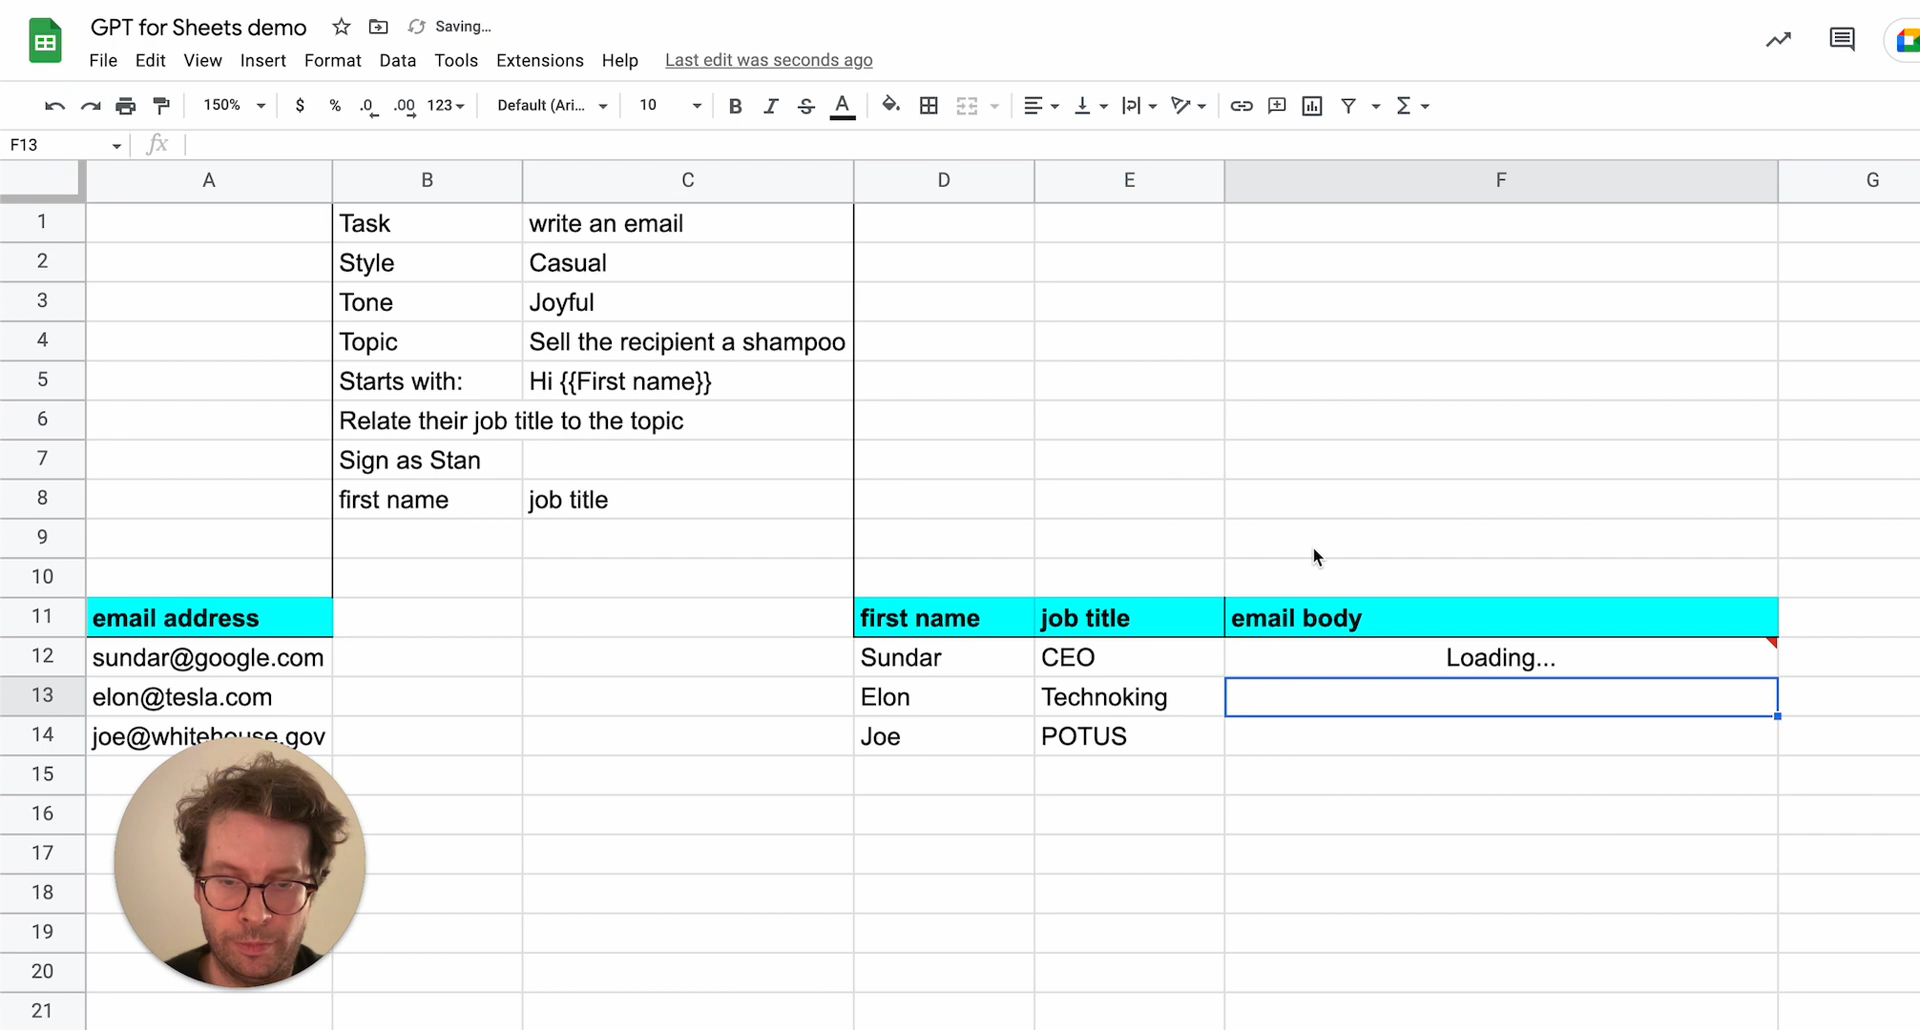 GPT for Sheets demo Saving...
File Edit View Insert Format Data Tools Extensions Help Last edit was seconds ago
150% $ % .0 .00 123 Default (Ari... 10 B I S A Σ
F13 fx
A B C D E F G
1 Task write an email
2 Style Casual
3 Tone Joyful
4 Topic Sell the recipient a shampoo
5 Starts with: Hi {{First name}}
6 Relate their job title to the topic
7 Sign as Stan
8 first name job title
9
10
11 email address first name job title email body
12 sundar@google.com Sundar CEO Loading...
13 elon@tesla.com Elon Technoking
14 joe@whitehouse.gov Joe POTUS
15
16
17
18
19
20
21